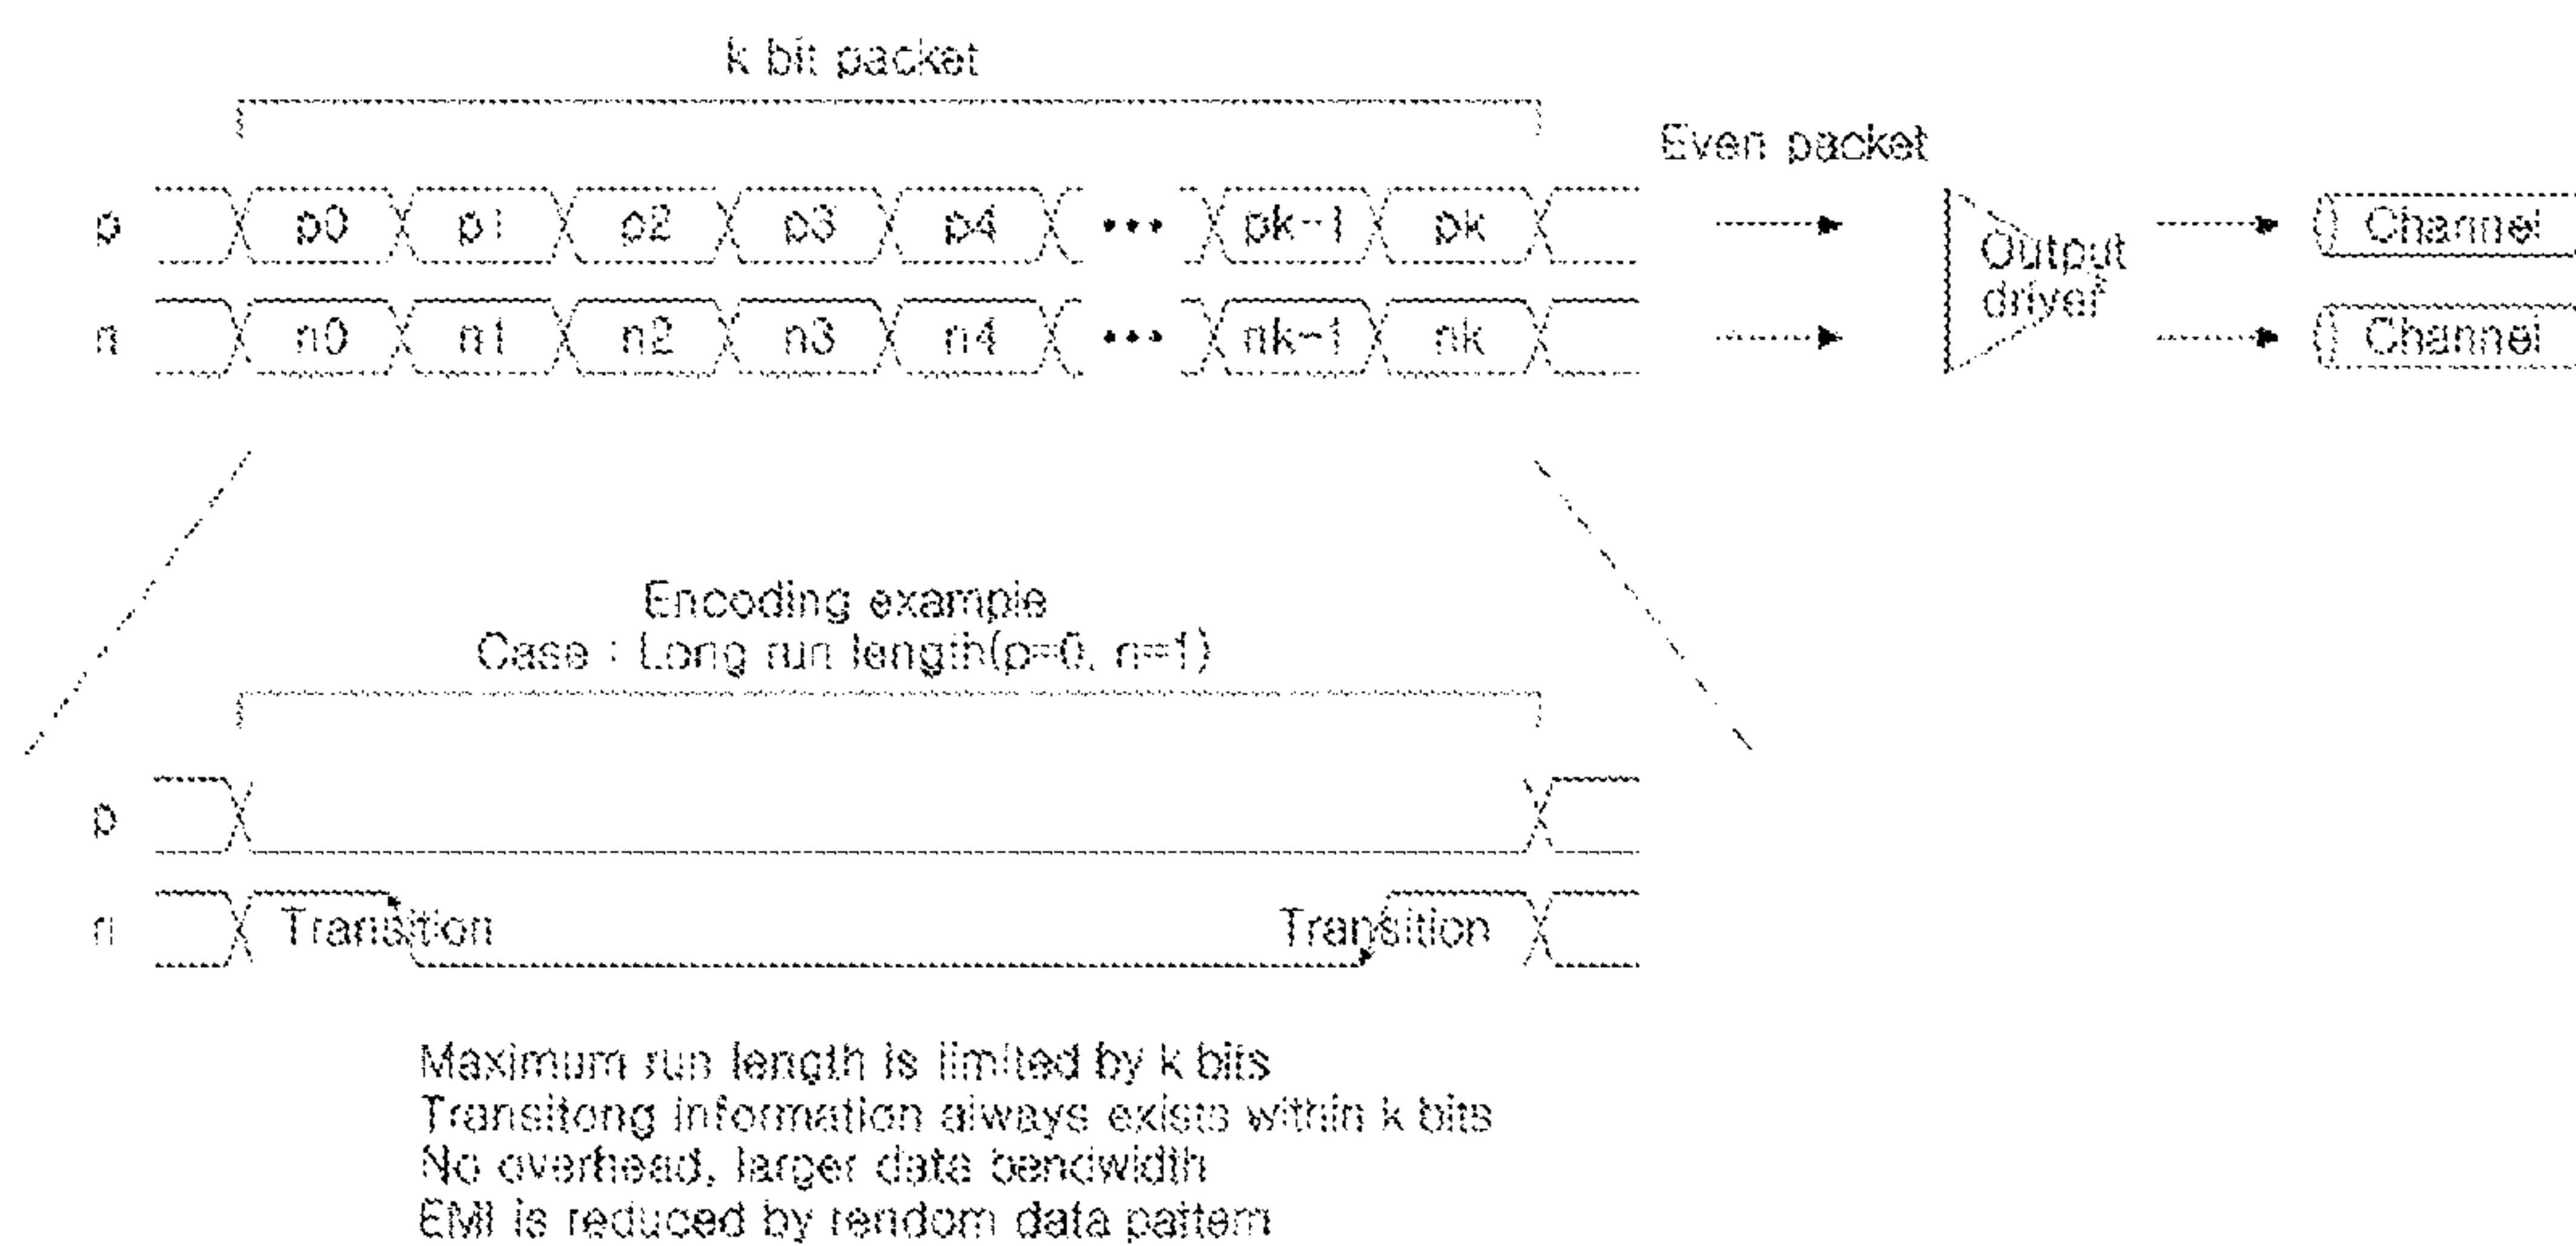 k bit packet
Even packet
p p0 p1 p2 p3 p4 ••• pk-1 pk
n n0 n1 n2 n3 n4 ••• nk-1 nk
Output
driver
Channel
Channel
Encoding example
Case : Long run length(p=0, n=1)
p
n Transition Transition
Maximum run length is limited by k bits
Transitong information always exists within k bits
No overhead, larger data bendwidth
EMI is reduced by rendom data pattern